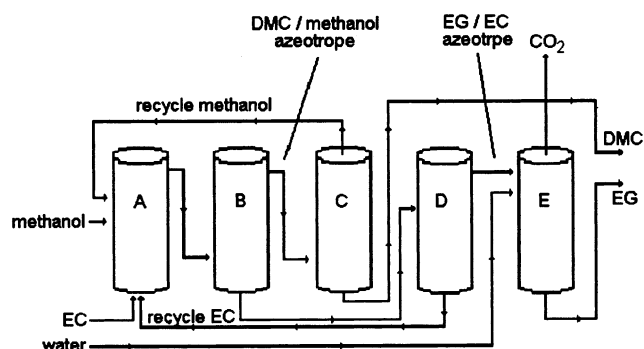 DMC / methanol
azeotrope
EG / EC
azeotrpe
CO2
recycle methanol
DMC
A
B
C
D
E
EG
methanol
EC
recycle EC
water